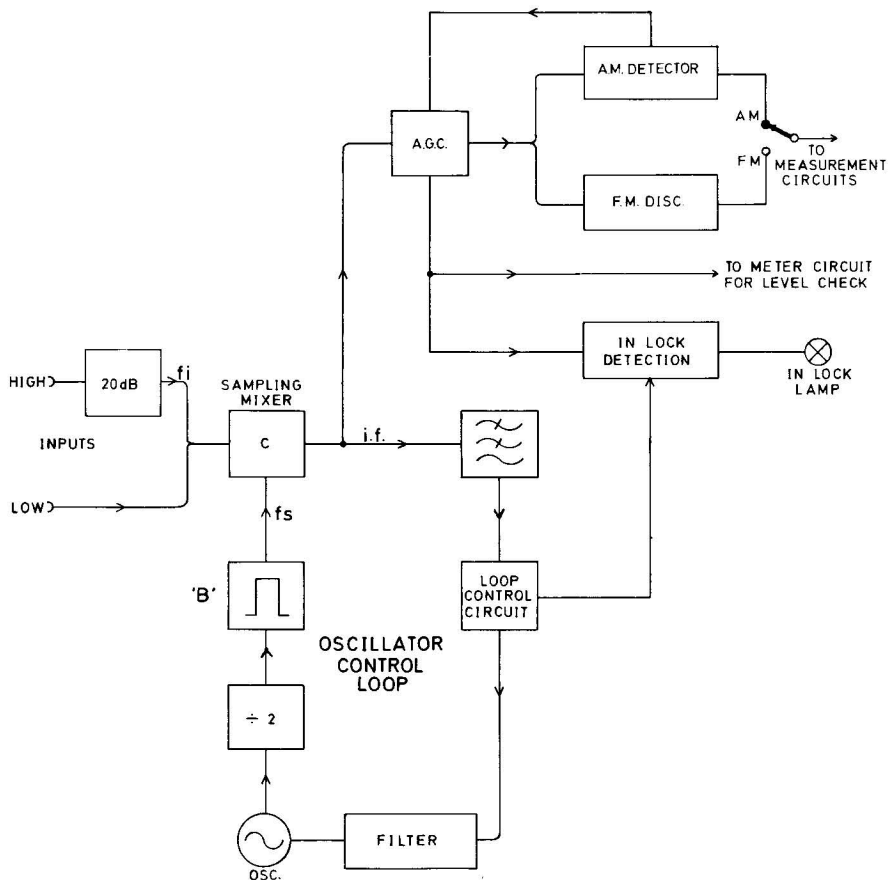 A.M. DETECTOR
A.G.C.
AM
FM
TO
MEASUREMENT
CIRCUITS
F.M. DISC.
TO METER CIRCUIT
FOR LEVEL CHECK
IN LOCK
DETECTION
IN LOCK
LAMP
HIGH
20dB
fi
SAMPLING
MIXER
INPUTS
C
i.f.
LOW
fs
'B'
LOOP
CONTROL
CIRCUIT
OSCILLATOR
CONTROL
LOOP
÷ 2
FILTER
OSC.